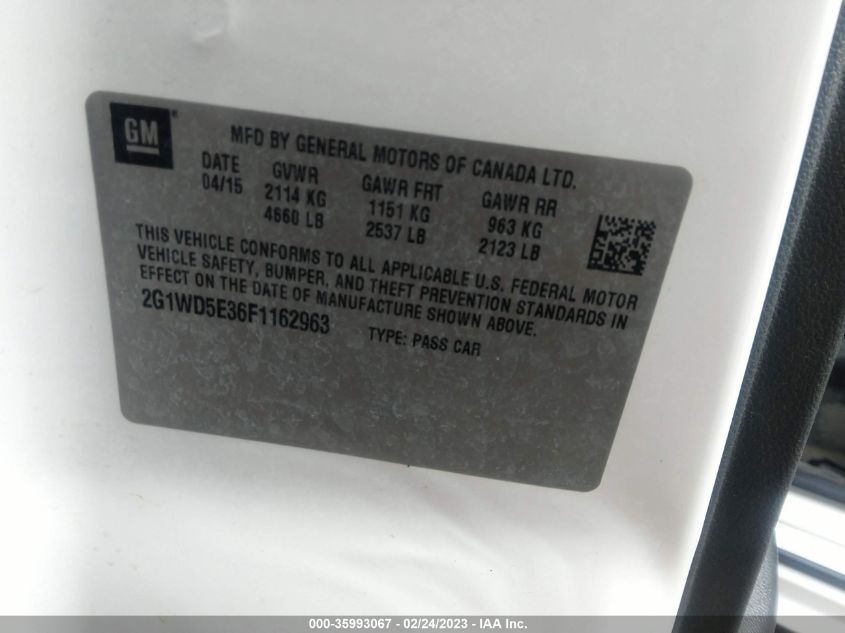 GM®
MFD BY GENERAL MOTORS OF CANADA LTD.
DATE GVWR GAWR FRT GAWR RR
04/15 2114 KG 1151 KG 963 KG
4660 LB 2537 LB 2123 LB
THIS VEHICLE CONFORMS TO ALL APPLICABLE U.S. FEDERAL MOTOR
VEHICLE SAFETY, BUMPER, AND THEFT PREVENTION STANDARDS IN
EFFECT ON THE DATE OF MANUFACTURE SHOWN ABOVE.
2G1WD5E36F1162963 TYPE: PASS CAR
000-35993067 - 02/24/2023 - IAA Inc.